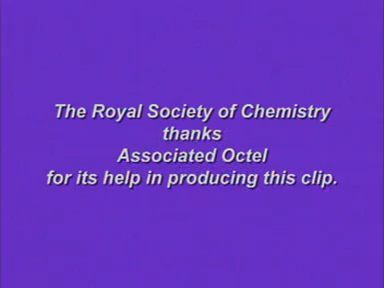 The Royal Society of Chemistry
thanks
Associated Octel
for its help in producing this clip.